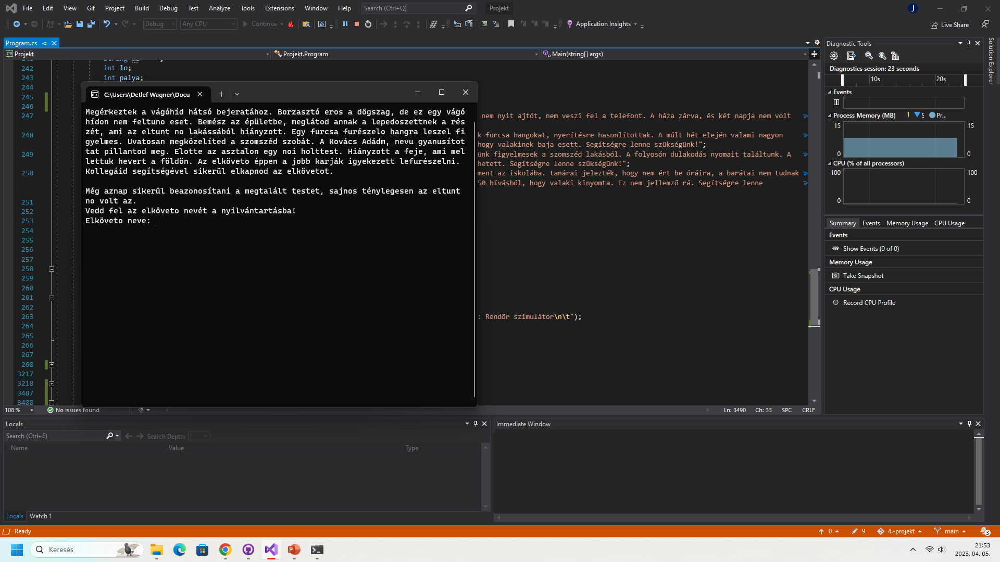 File Edit View Git Project Build Debug Test Analyze Tools Extensions Window Help Search (Ctrl+Q) Projekt J
Debug Any CPU Continue Application Insights Live Share
Program.cs
Projekt Projekt.Program Main(string[] args)
242 int lo;
243 int palya;
244
245
246
247 nem nyit ajtót, nem veszi fel a telefont. A háza zárva, és két napja nem volt
248 k furcsa hangokat, nyerítésre hasonlítottak. A múlt hét elején valami nagyon
hogy valakinek baja esett. Segítségre lenne szükségünk!";
249 ünk figyelmesek a szomszéd lakásból. A folyosón dulakodás nyomait találtunk. A
hetett. Segítségre lenne szükségünk!";
250 ment az iskolába. tanárai jelezték, hogy nem ért be óráira, a barátai nem tudnak
50 hívásból, hogy valaki kinyomta. Ez nem jellemző rá. Segítségre lenne
251
252
253
254
255
256
257
258
259
260
261
262
263 : Rendőr szimulátor\n\t");
264
265
266
267
268
3217
3218
3487
3488
C:\Users\Detlef Wagner\Docu
Megérkeztek a vágóhíd hátsó bejeratához. Borzasztó eros a dögszag, de ez egy vágó
hídon nem feltuno eset. Bemész az épületbe, meglátod annak a lepedoszettnek a rés
zét, ami az eltunt no lakássából hiányzott. Egy furcsa furészelo hangra leszel fi
gyelmes. Uvatosan megközelíted a szomszéd szobát. A Kovács Adádm, nevu gyanusítot
tat pillantod meg. Elotte az asztalon egy noi holttest. Hiányzott a feje, ami mel
lettuk hevert a földön. Az elköveto éppen a jobb karják igyekezett lefurészelni.
Kollegáid segítségével sikerül elkapnod az elkövetot.
Még aznap sikerül beazonosítani a megtalált testet, sajnos ténylegesen az eltunt
no volt az.
Vedd fel az elköveto nevét a nyilvántartásba!
Elköveto neve:
108 % No issues found Ln: 3490 Ch: 33 SPC CRLF
Diagnostic Tools
Diagnostics session: 23 seconds
10s 20s
Events
Process Memory (MB) S Pr...
15 15
0 0
CPU (% of all processors)
100 100
0 0
Summary Events Memory Usage CPU Usage
Events
Show Events (0 of 0)
Memory Usage
Take Snapshot
CPU Usage
Record CPU Profile
Solution Explorer
Locals
Search (Ctrl+E) Search Depth:
Name Value Type
Locals Watch 1
Immediate Window
Ready 0 9 4.-projekt main 3
Keresés
21:53
2023. 04. 05.